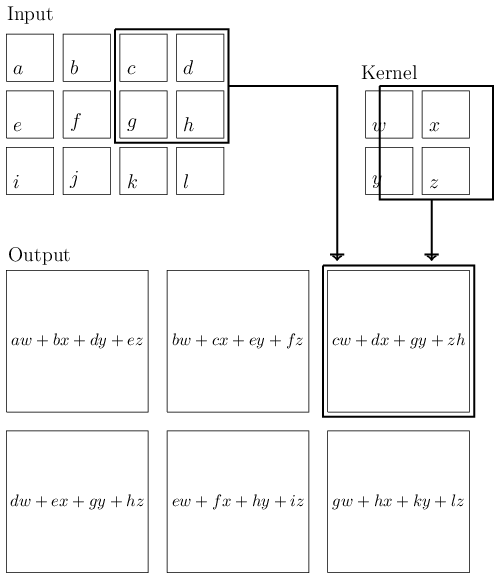 Input
a b c d
Kernel
e f g h
w x
i j k l
y z
Output
aw + bx + dy + ez bw + cx + ey + fz cw + dx + gy + zh
dw + ex + gy + hz ew + fx + hy + iz gw + hx + ky + lz